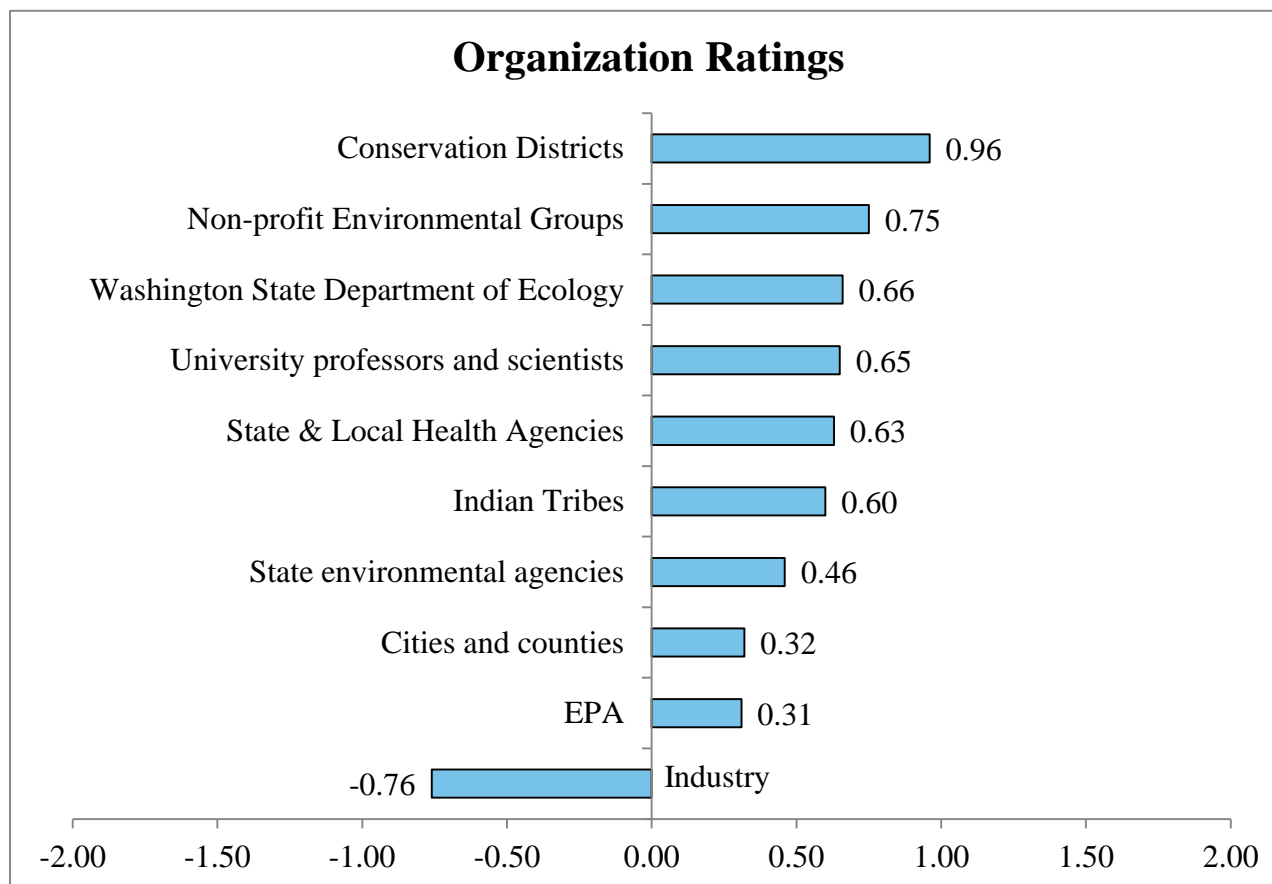 Organization Ratings
Conservation Districts 0.96
Non-profit Environmental Groups 0.75
Washington State Department of Ecology 0.66
University professors and scientists 0.65
State & Local Health Agencies 0.63
Indian Tribes 0.60
State environmental agencies 0.46
Cities and counties 0.32
EPA 0.31
-0.76 Industry
-2.00 -1.50 -1.00 -0.50 0.00 0.50 1.00 1.50 2.00